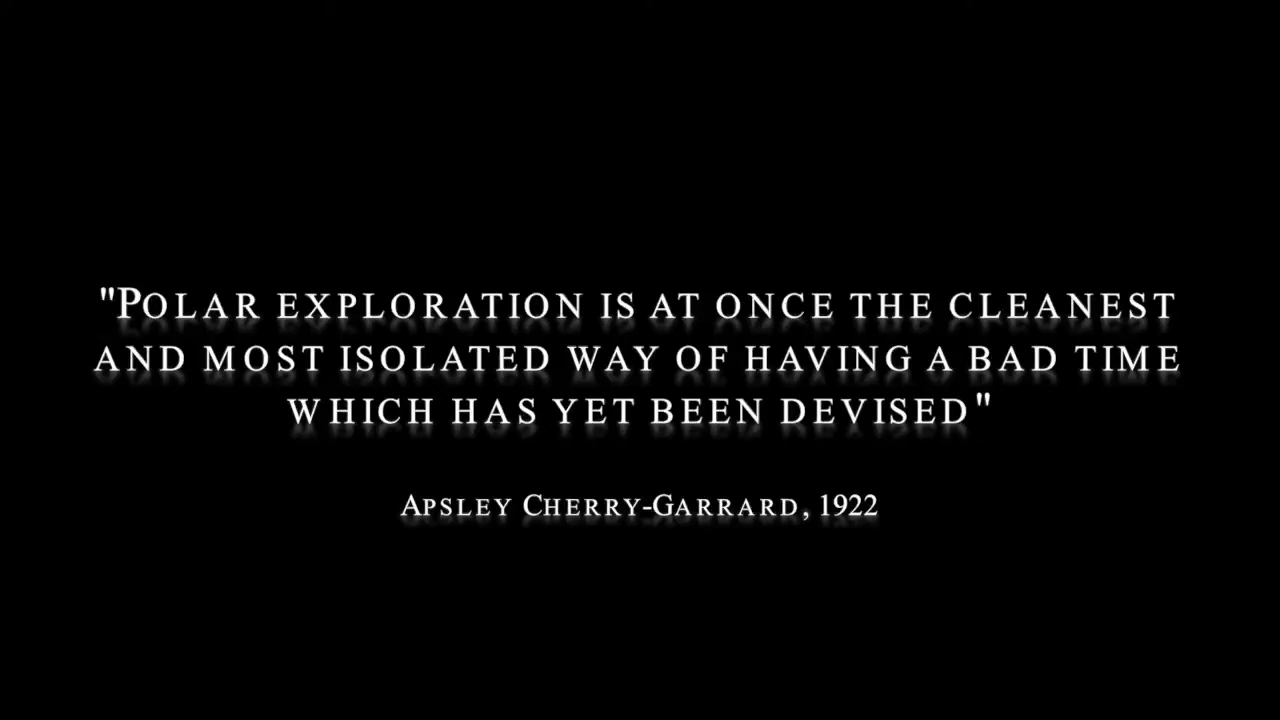 "POLAR EXPLORATION IS AT ONCE THE CLEANEST
AND MOST ISOLATED WAY OF HAVING A BAD TIME
WHICH HAS YET BEEN DEVISED"
APSLEY CHERRY-GARRARD, 1922